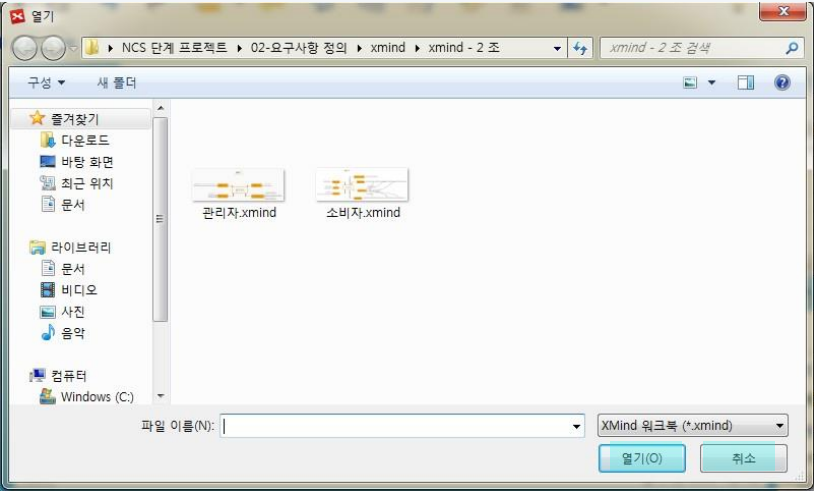 열기
NCS 단계 프로젝트 ▸ 02-요구사항 정의 ▸ xmind ▸ xmind - 2 조
xmind - 2 조 검색
구성 ▾ 새 폴더
즐겨찾기
다운로드
바탕 화면
최근 위치
문서
라이브러리
문서
비디오
사진
음악
컴퓨터
Windows (C:)
관리자.xmind
소비자.xmind
파일 이름(N):
XMind 워크북 (*.xmind)
열기(O)
취소